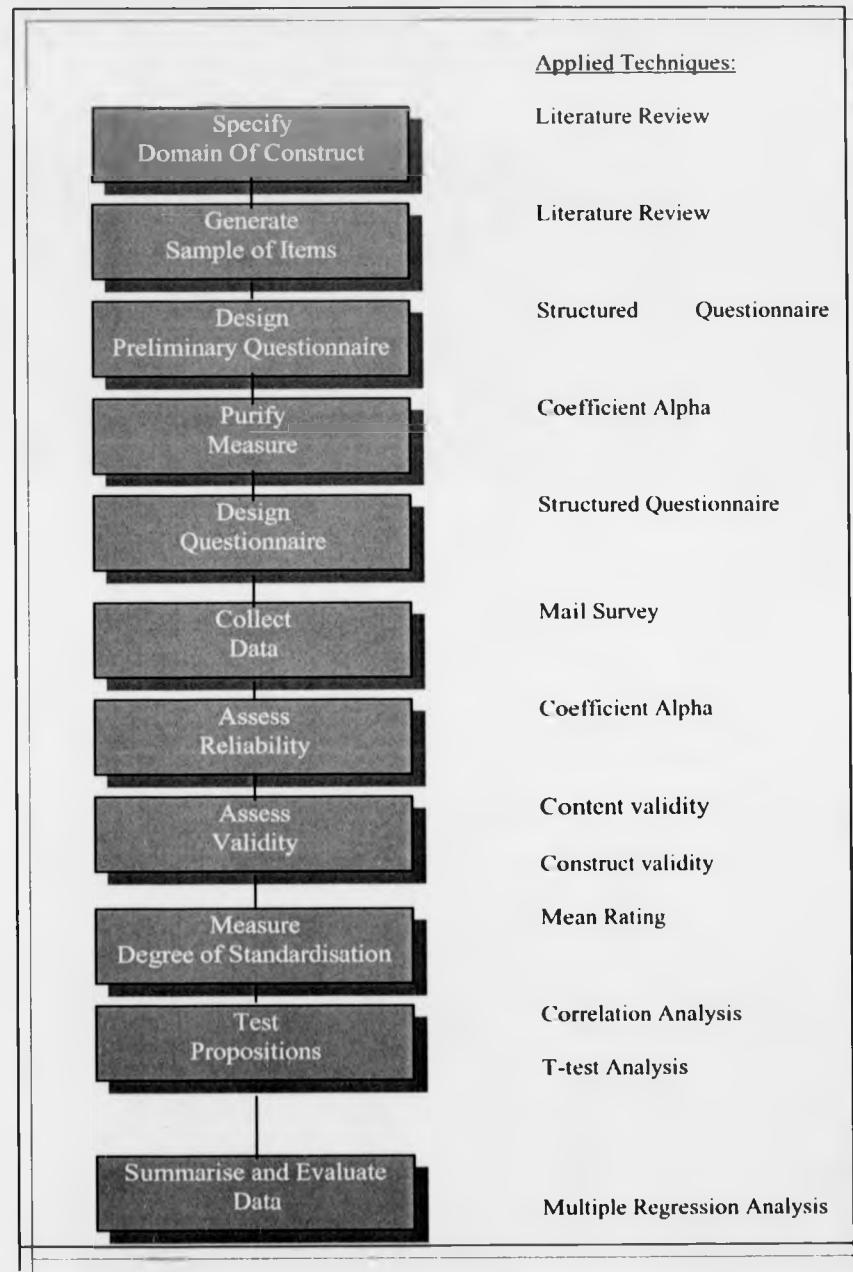 Applied Techniques:
Specify
Domain Of Construct
Literature Review
Generate
Sample of Items
Literature Review
Design
Preliminary Questionnaire
Structured Questionnaire
Purify
Measure
Coefficient Alpha
Design
Questionnaire
Structured Questionnaire
Collect
Data
Mail Survey
Assess
Reliability
Coefficient Alpha
Assess
Validity
Content validity
Construct validity
Measure
Degree of Standardisation
Mean Rating
Test
Propositions
Correlation Analysis
T-test Analysis
Summarise and Evaluate
Data
Multiple Regression Analysis